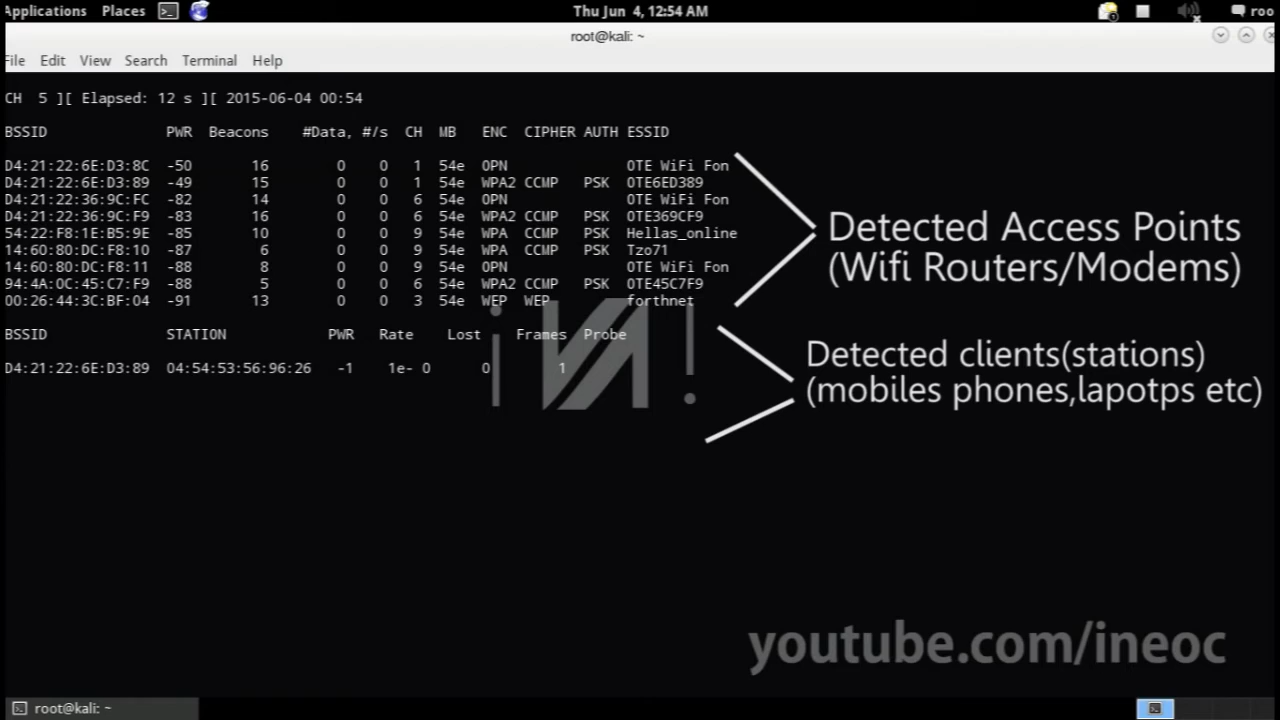 Applications Places Thu Jun 4, 12:54 AM roo
root@kali: ~
File Edit View Search Terminal Help
CH 5 ][ Elapsed: 12 s ][ 2015-06-04 00:54
BSSID PWR Beacons #Data, #/s CH MB ENC CIPHER AUTH ESSID
D4:21:22:6E:D3:8C -50 16 0 0 1 54e OPN OTE WiFi Fon
D4:21:22:6E:D3:89 -49 15 0 0 1 54e WPA2 CCMP PSK OTE6ED389
D4:21:22:36:9C:FC -82 14 0 0 6 54e OPN OTE WiFi Fon
D4:21:22:36:9C:F9 -83 16 0 0 6 54e WPA2 CCMP PSK OTE369CF9
54:22:F8:1E:B5:9E -85 10 0 0 9 54e WPA CCMP PSK Hellas_online
14:60:80:DC:F8:10 -87 6 0 0 9 54e WPA CCMP PSK Tzo71
14:60:80:DC:F8:11 -88 8 0 0 9 54e OPN OTE WiFi Fon
94:4A:0C:45:C7:F9 -88 5 0 0 6 54e WPA2 CCMP PSK OTE45C7F9
00:26:44:3C:BF:04 -91 13 0 0 3 54e WEP WEP forthnet
Detected Access Points
(Wifi Routers/Modems)
BSSID STATION PWR Rate Lost Frames Probe
D4:21:22:6E:D3:89 04:54:53:56:96:26 -1 1e- 0 0 1
Detected clients(stations)
(mobiles phones,lapotps etc)
youtube.com/ineoc
root@kali: ~